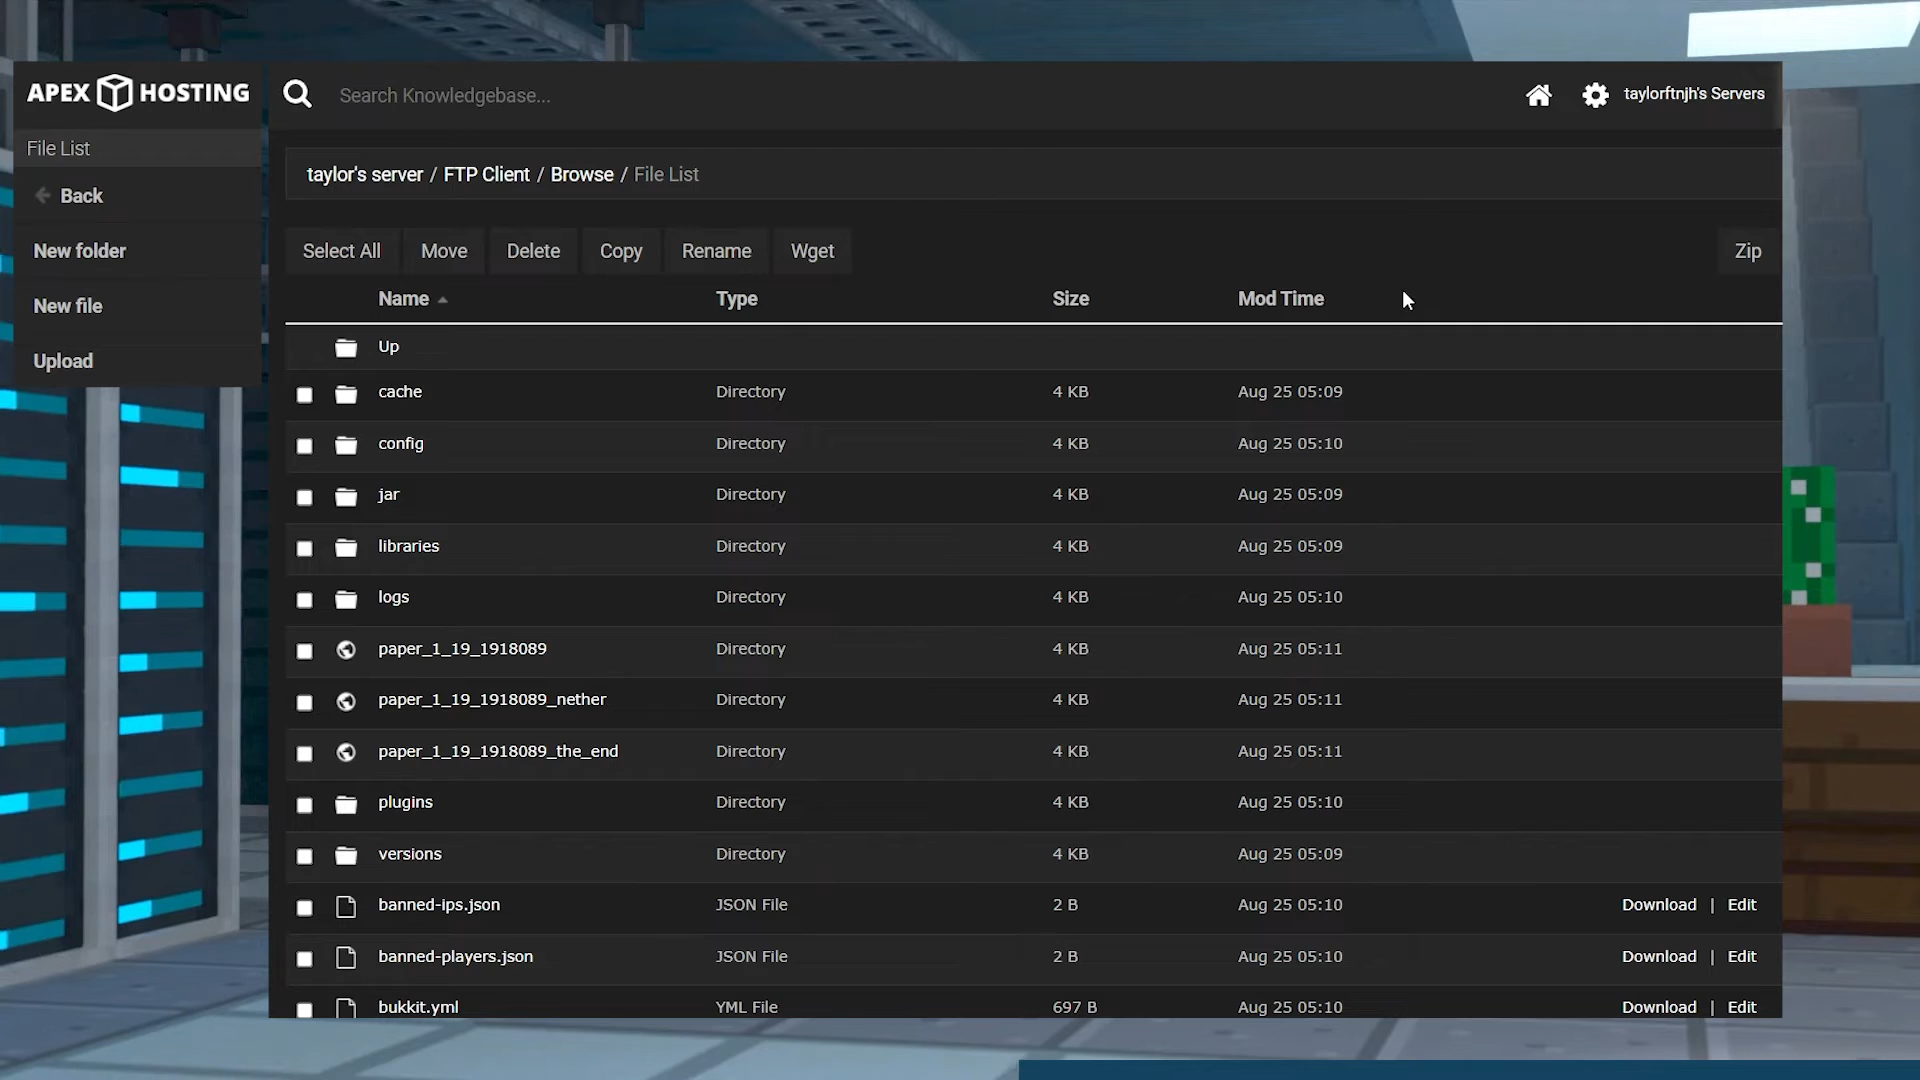 APEX HOSTING
Search Knowledgebase...
taylorftnjh's Servers
File List
Back
New folder
New file
Upload
taylor's server / FTP Client / Browse / File List
Select All Move Delete Copy Rename Wget Zip
Name Type Size Mod Time
Up
cache Directory 4 KB Aug 25 05:09
config Directory 4 KB Aug 25 05:10
jar Directory 4 KB Aug 25 05:09
libraries Directory 4 KB Aug 25 05:09
logs Directory 4 KB Aug 25 05:10
paper_1_19_1918089 Directory 4 KB Aug 25 05:11
paper_1_19_1918089_nether Directory 4 KB Aug 25 05:11
paper_1_19_1918089_the_end Directory 4 KB Aug 25 05:11
plugins Directory 4 KB Aug 25 05:10
versions Directory 4 KB Aug 25 05:09
banned-ips.json JSON File 2 B Aug 25 05:10 Download | Edit
banned-players.json JSON File 2 B Aug 25 05:10 Download | Edit
bukkit.yml YML File 697 B Aug 25 05:10 Download | Edit